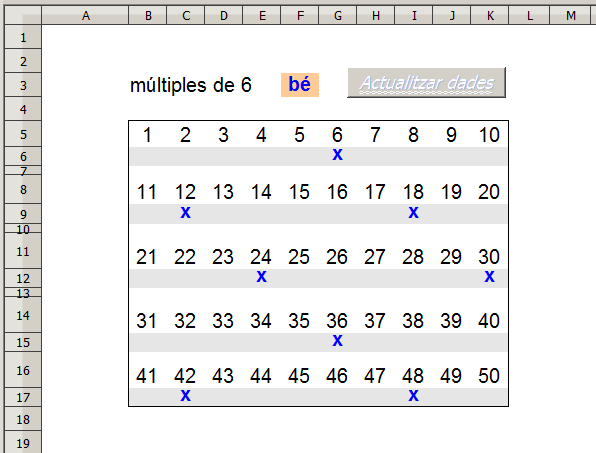 A B C D E F G H I J K L M
1
2
3 múltiples de 6 bé Actualitzar dades
4
5 1 2 3 4 5 6 7 8 9 10
6 x
7
8 11 12 13 14 15 16 17 18 19 20
9 x x
10
11 21 22 23 24 25 26 27 28 29 30
12 x x
13
14 31 32 33 34 35 36 37 38 39 40
15 x
16 41 42 43 44 45 46 47 48 49 50
17 x x
18
19